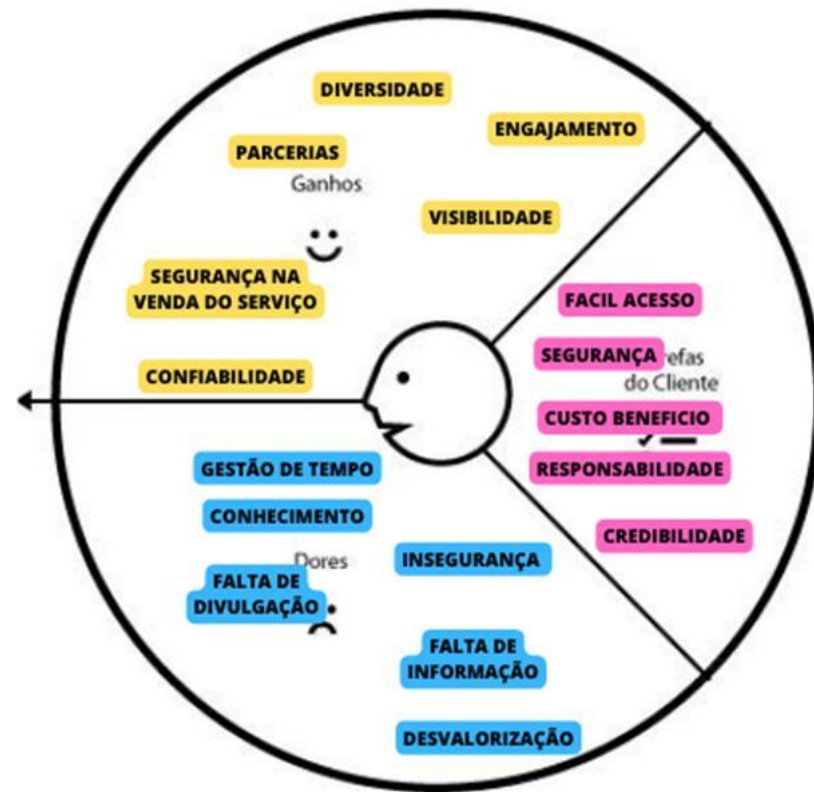 DIVERSIDADE
ENGAJAMENTO
PARCERIAS
Ganhos
VISIBILIDADE
SEGURANÇA NA
VENDA DO SERVIÇO
CONFIABILIDADE
FACIL ACESSO
SEGURANÇA
do Cliente
CUSTO BENEFICIO
RESPONSABILIDADE
CREDIBILIDADE
GESTÃO DE TEMPO
CONHECIMENTO
Dores
FALTA DE
DIVULGAÇÃO
INSEGURANÇA
FALTA DE
INFORMAÇÃO
DESVALORIZAÇÃO